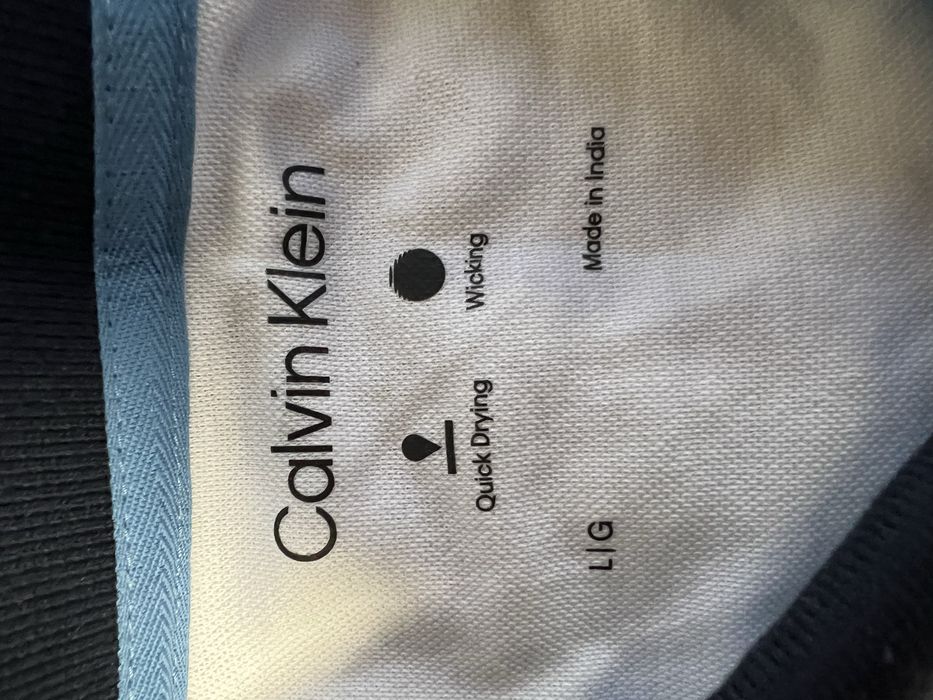 Calvin Klein
Quick Drying Wicking
L|G Made in India